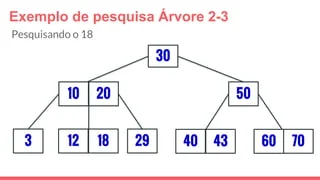 Exemplo de pesquisa Árvore 2-3
Pesquisando o 18
30
10 20 50
3 12 18 29 40 43 60 70